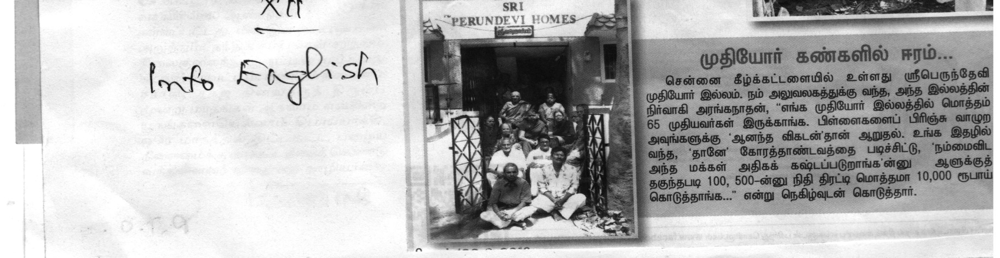 XII
Info English
SRI
PERUNDEVI HOMES
முதியோர் கண்களில் ஈரம்...
சென்னை கீழ்க்கட்டளையில் உள்ளது ஸ்ரீபெருந்தேவி
முதியோர் இல்லம். நம் அலுவலகத்துக்கு வந்த, அந்த இல்லத்தின்
நிர்வாகி அரங்கநாதன், “எங்க முதியோர் இல்லத்தில் மொத்தம்
65 முதியவர்கள் இருக்காங்க. பிள்ளைகளைப் பிரிஞ்சு வாழுற
அவுங்களுக்கு ‘ஆனந்த விகடன்’தான் ஆறுதல். உங்க இதழில்
வந்த, ‘தானே’ கோரத்தாண்டவத்தை படிச்சிட்டு, ‘நம்மைவிட
அந்த மக்கள் அதிகக் கஷ்டப்படுறாங்க’ன்னு ஆளுக்குத்
தகுந்தபடி 100, 500-ன்னு நிதி திரட்டி மொத்தமா 10,000 ரூபாய்
கொடுத்தாங்க...” என்று நெகிழ்வுடன் கொடுத்தார்.